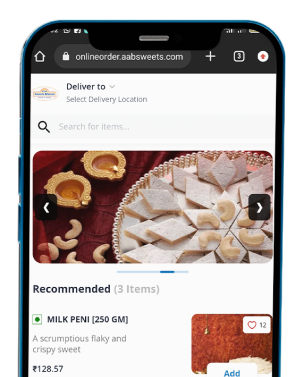 onlineorder.aabsweets.com
3
Deliver to
Select Delivery Location
Search for items...
Recommended (3 Items)
MILK PENI [250 GM]
12
A scrumptious flaky and
crispy sweet
₹128.57
Add